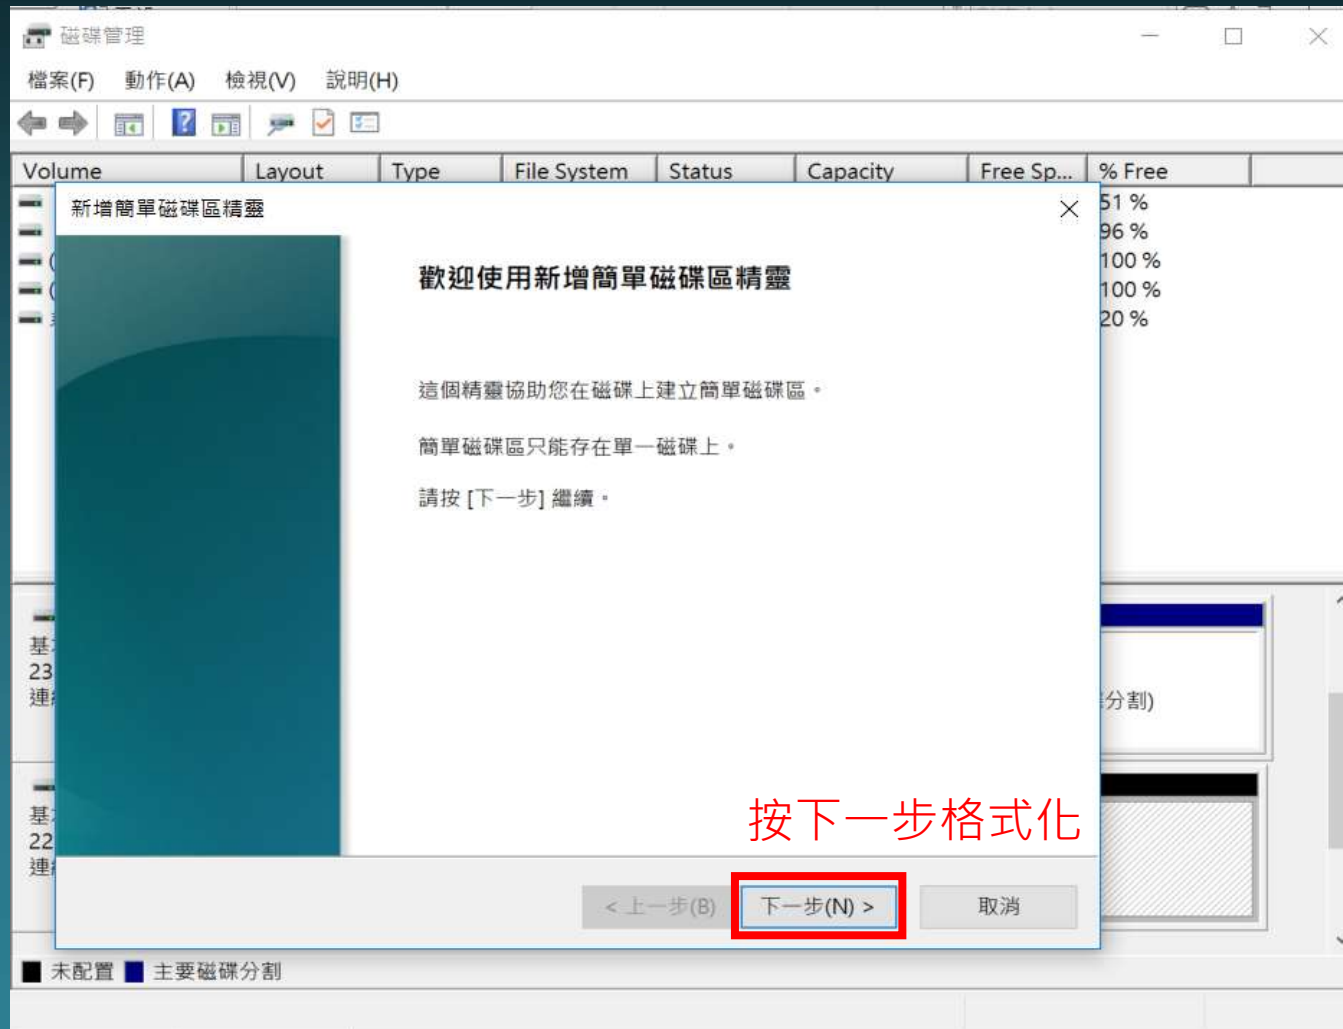 磁碟管理
檔案(F) 動作(A) 檢視(V) 說明(H)
Volume Layout Type File System Status Capacity Free Sp... % Free
新增簡單磁碟區精靈
51 %
96 %
100 %
100 %
20 %
歡迎使用新增簡單磁碟區精靈
這個精靈協助您在磁碟上建立簡單磁碟區。
簡單磁碟區只能存在單一磁碟上。
請按 [下一步] 繼續。
基
23
連
分割)
按下一步格式化
基
22
連
< 上一步(B) 下一步(N) > 取消
未配置 主要磁碟分割